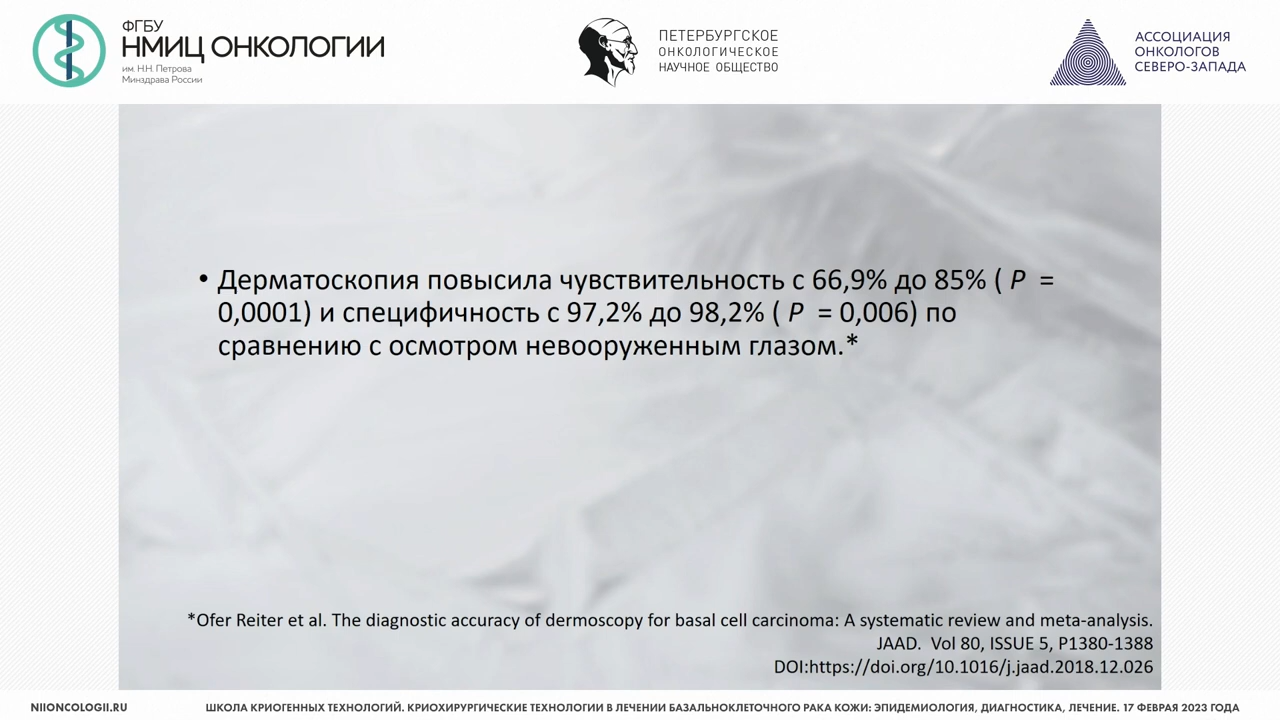 ФГБУ
НМИЦ ОНКОЛОГИИ
им. Н.Н. Петрова
Минздрава России
ПЕТЕРБУРГСКОЕ
ОНКОЛОГИЧЕСКОЕ
НАУЧНОЕ ОБЩЕСТВО
АССОЦИАЦИЯ
ОНКОЛОГОВ
СЕВЕРО-ЗАПАДА
• Дерматоскопия повысила чувствительность с 66,9% до 85% ( P =
0,0001) и специфичность с 97,2% до 98,2% ( P = 0,006) по
сравнению с осмотром невооруженным глазом.*
*Ofer Reiter et al. The diagnostic accuracy of dermoscopy for basal cell carcinoma: A systematic review and meta-analysis.
JAAD. Vol 80, ISSUE 5, P1380-1388
DOI:https://doi.org/10.1016/j.jaad.2018.12.026
NIIONCOLOGII.RU
ШКОЛА КРИОГЕННЫХ ТЕХНОЛОГИЙ. КРИОХИРУРГИЧЕСКИЕ ТЕХНОЛОГИИ В ЛЕЧЕНИИ БАЗАЛЬНОКЛЕТОЧНОГО РАКА КОЖИ: ЭПИДЕМИОЛОГИЯ, ДИАГНОСТИКА, ЛЕЧЕНИЕ. 17 ФЕВРАЯ 2023 ГОДА